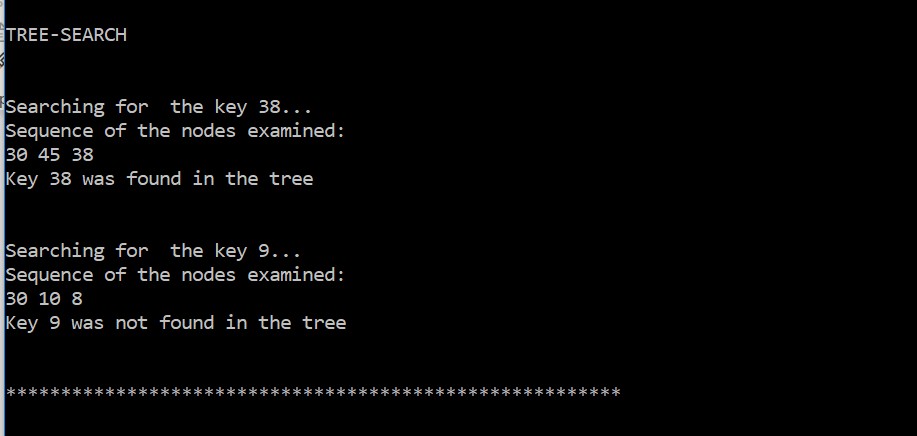 TREE-SEARCH
Searching for  the key 38...
Sequence of the nodes examined:
30 45 38
Key 38 was found in the tree
Searching for  the key 9...
Sequence of the nodes examined:
30 10 8
Key 9 was not found in the tree
********************************************************